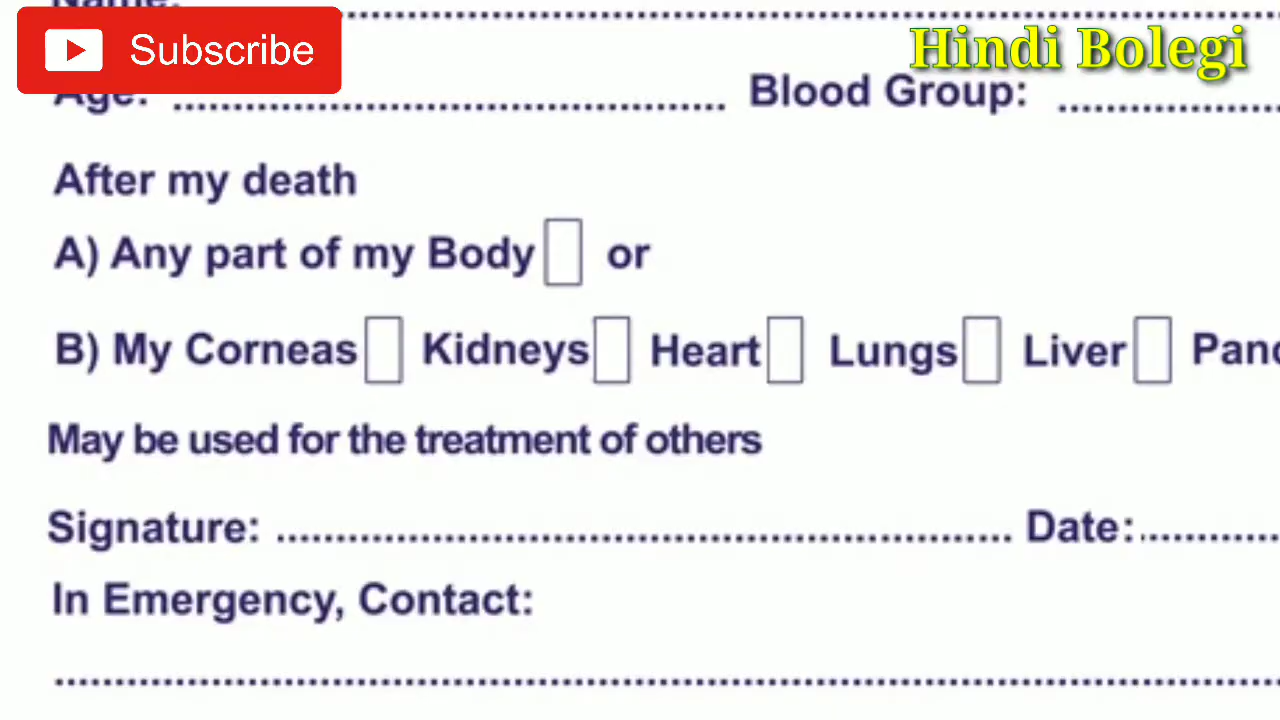 Name: ........................................
Subscribe
Hindi Bolegi
Age: ........................................ Blood Group: ....................
After my death
A) Any part of my Body or
B) My Corneas Kidneys Heart Lungs Liver
May be used for the treatment of others
Signature: ........................................ Date: ....................
In Emergency, Contact:
........................................